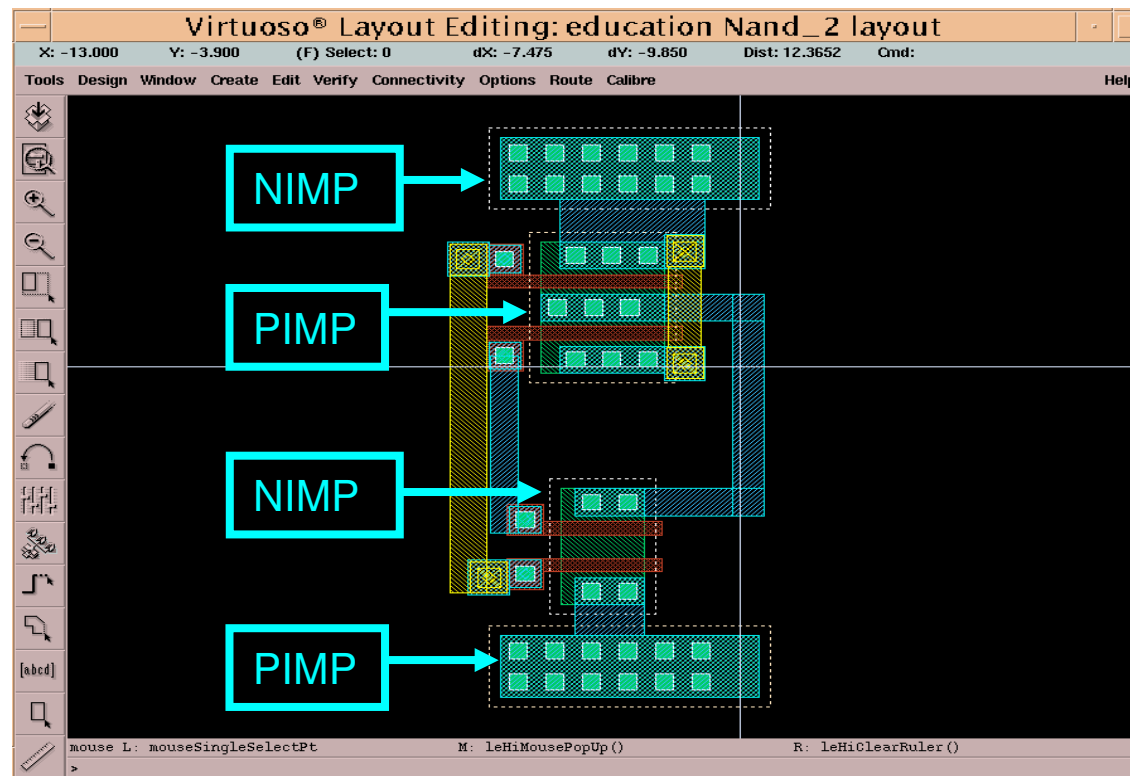 Virtuoso® Layout Editing: education Nand_2 layout
X: -13.000 Y: -3.900 (F) Select: 0 dX: -7.475 dY: -9.850 Dist: 12.3652 Cmd:
Tools Design Window Create Edit Verify Connectivity Options Route Calibre Help
NIMP
PIMP
NIMP
PIMP
[abcd]
mouse L: mouseSingleSelectPt M: leHiMousePopUp() R: leHiClearRuler()
>